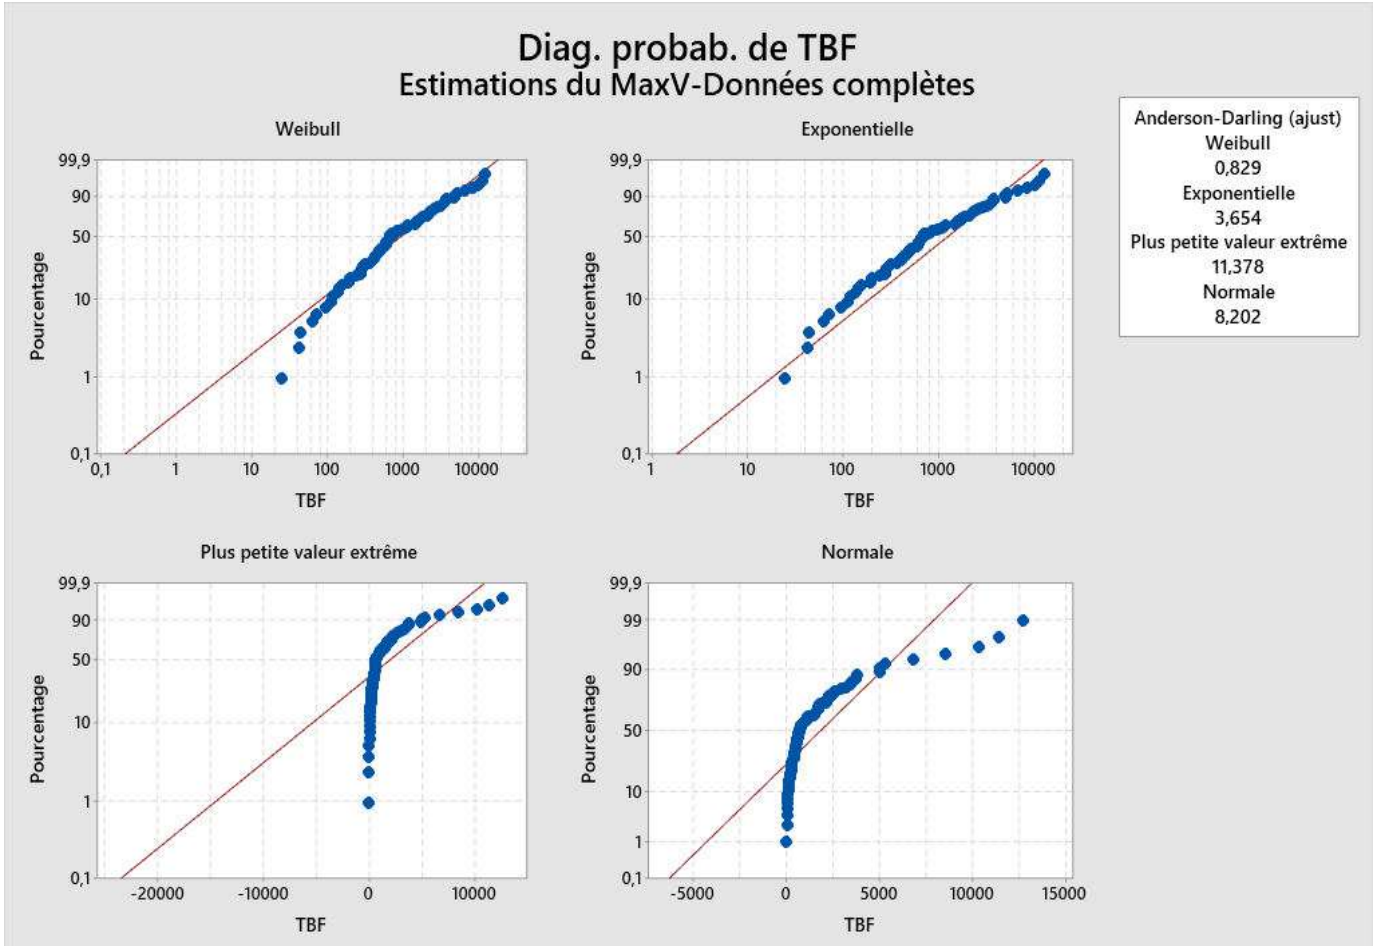 Diag. probab. de TBF
Estimations du MaxV-Données complètes
Weibull
Exponentielle
Anderson-Darling (ajust)
Weibull
0,829
Exponentielle
3,654
Plus petite valeur extrême
11,378
Normale
8,202
99,9
90
50
10
1
0,1
Pourcentage
0,1 1 10 100 1000 10000
TBF
99,9
90
50
10
1
0,1
Pourcentage
1 10 100 1000 10000
TBF
Plus petite valeur extrême
Normale
99,9
90
50
10
1
0,1
Pourcentage
-20000 -10000 0 10000
TBF
99,9
99
90
50
10
1
0,1
Pourcentage
-5000 0 5000 10000 15000
TBF